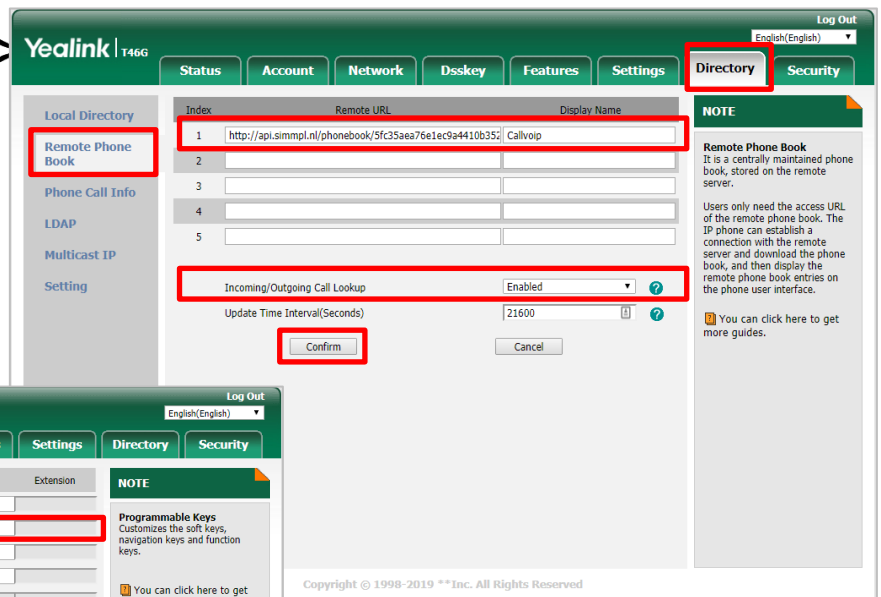 Log Out
Yealink | T46G
English(English)
Status Account Network Dsskey Features Settings Directory Security
Local Directory
Remote Phone
Book
Phone Call Info
LDAP
Multicast IP
Setting
Index Remote URL Display Name
1 http://api.simmpl.nl/phonebook/5fc35aea76e1ec9a4410b352 Callvoip
2
3
4
5
Incoming/Outgoing Call Lookup Enabled ?
Update Time Interval(Seconds) 21600 ?
Confirm Cancel
NOTE
Remote Phone Book
It is a centrally maintained phone
book, stored on the remote
server.
Users only need the access URL
of the remote phone book. The
IP phone can establish a
connection with the remote
server and download the phone
book, and then display the
remote phone book entries on
the phone user interface.
? You can click here to get
more guides.
Copyright © 1998-2019 **Inc. All Rights Reserved
Log Out
English(English)
Settings Directory Security
Extension
NOTE
Programmable Keys
Customizes the soft keys,
navigation keys and function
keys.
? You can click here to get